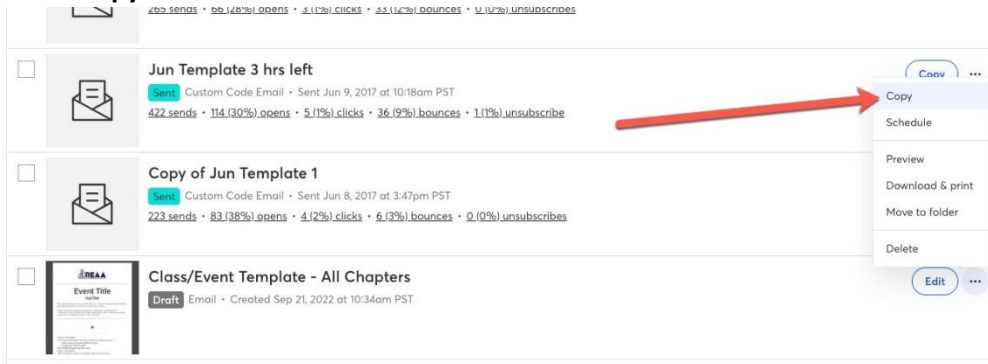 265 sends • 66 (28%) opens • 3 (1%) clicks • 33 (12%) bounces • 0 (0%) unsubscribes
Jun Template 3 hrs left
Copy ...
Sent Custom Code Email • Sent Jun 9, 2017 at 10:18am PST
Copy
422 sends • 114 (30%) opens • 5 (1%) clicks • 36 (9%) bounces • 1 (1%) unsubscribe
Schedule
Preview
Copy of Jun Template 1
Download & print
Sent Custom Code Email • Sent Jun 8, 2017 at 3:47pm PST
Move to folder
223 sends • 83 (38%) opens • 4 (2%) clicks • 6 (3%) bounces • 0 (0%) unsubscribes
Delete
REAA
Class/Event Template - All Chapters
Edit ...
Event Title
Draft Email • Created Sep 21, 2022 at 10:34am PST